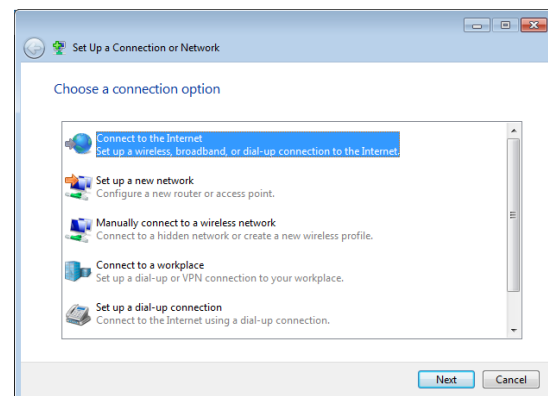 Set Up a Connection or Network
Choose a connection option
Connect to the Internet
Set up a wireless, broadband, or dial-up connection to the Internet.
Set up a new network
Configure a new router or access point.
Manually connect to a wireless network
Connect to a hidden network or create a new wireless profile.
Connect to a workplace
Set up a dial-up or VPN connection to your workplace.
Set up a dial-up connection
Connect to the Internet using a dial-up connection.
Next Cancel